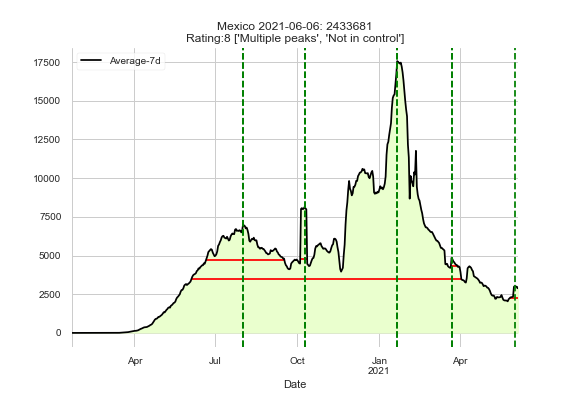 Mexico 2021-06-06: 2433681
Rating:8 ['Multiple peaks', 'Not in control']
Average-7d
17500
15000
12500
10000
7500
5000
2500
0
Apr
Jul
Oct
Jan
2021
Apr
Date